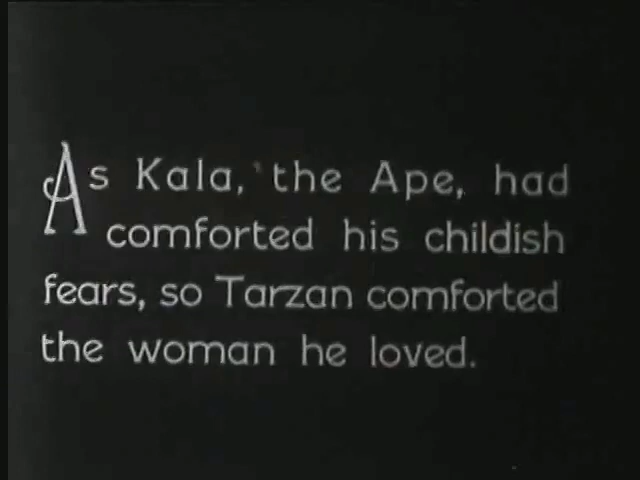 As Kala, the Ape, had
comforted his childish
fears, so Tarzan comforted
the woman he loved.